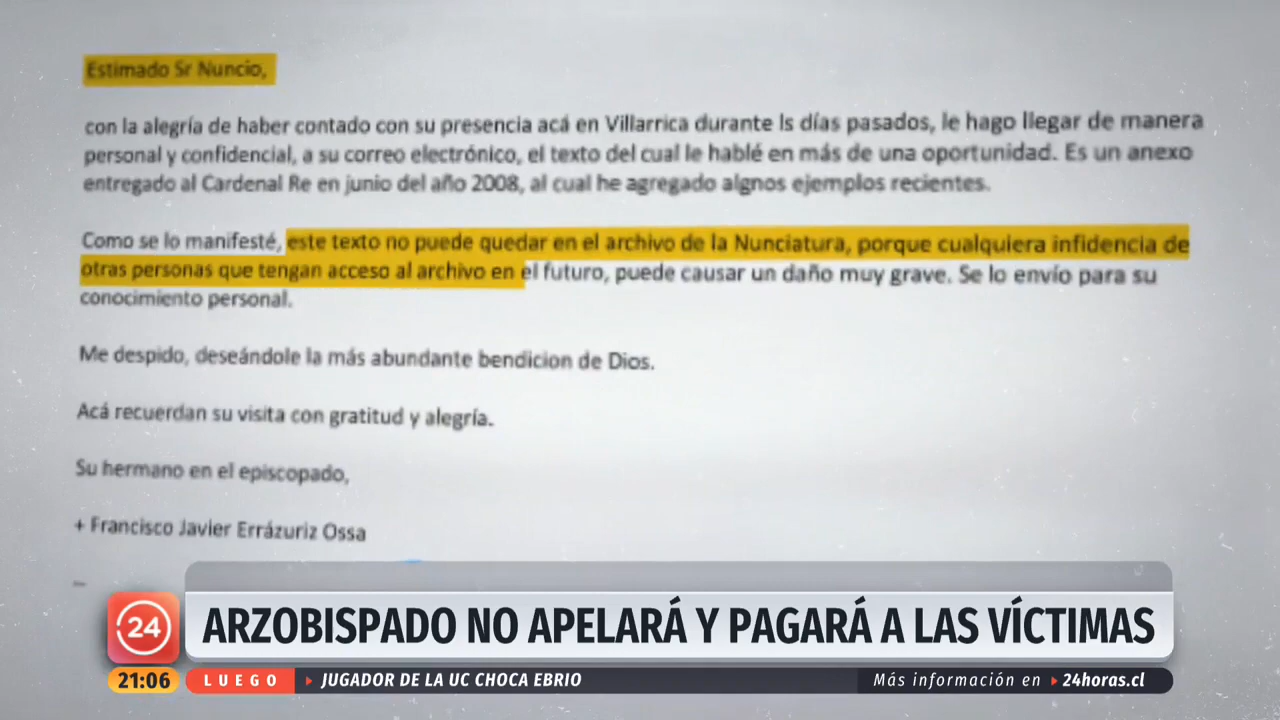 Estimado Sr Nuncio,
con la alegría de haber contado con su presencia acá en Villarrica durante ls días pasados, le hago llegar de manera
personal y confidencial, a su correo electrónico, el texto del cual le hablé en más de una oportunidad. Es un anexo
entregado al Cardenal Re en junio del año 2008, al cual he agregado algnos ejemplos recientes.
Como se lo manifesté, este texto no puede quedar en el archivo de la Nunciatura, porque cualquiera infidencia de
otras personas que tengan acceso al archivo en el futuro, puede causar un daño muy grave. Se lo envío para su
conocimiento personal.
Me despido, deseándole la más abundante bendicion de Dios.
Acá recuerdan su visita con gratitud y alegría.
Su hermano en el episcopado,
+ Francisco Javier Errázuriz Ossa
24 ARZOBISPADO NO APELARÁ Y PAGARÁ A LAS VÍCTIMAS
21:06 LUEGO JUGADOR DE LA UC CHOCA EBRIO Más información en 24horas.cl